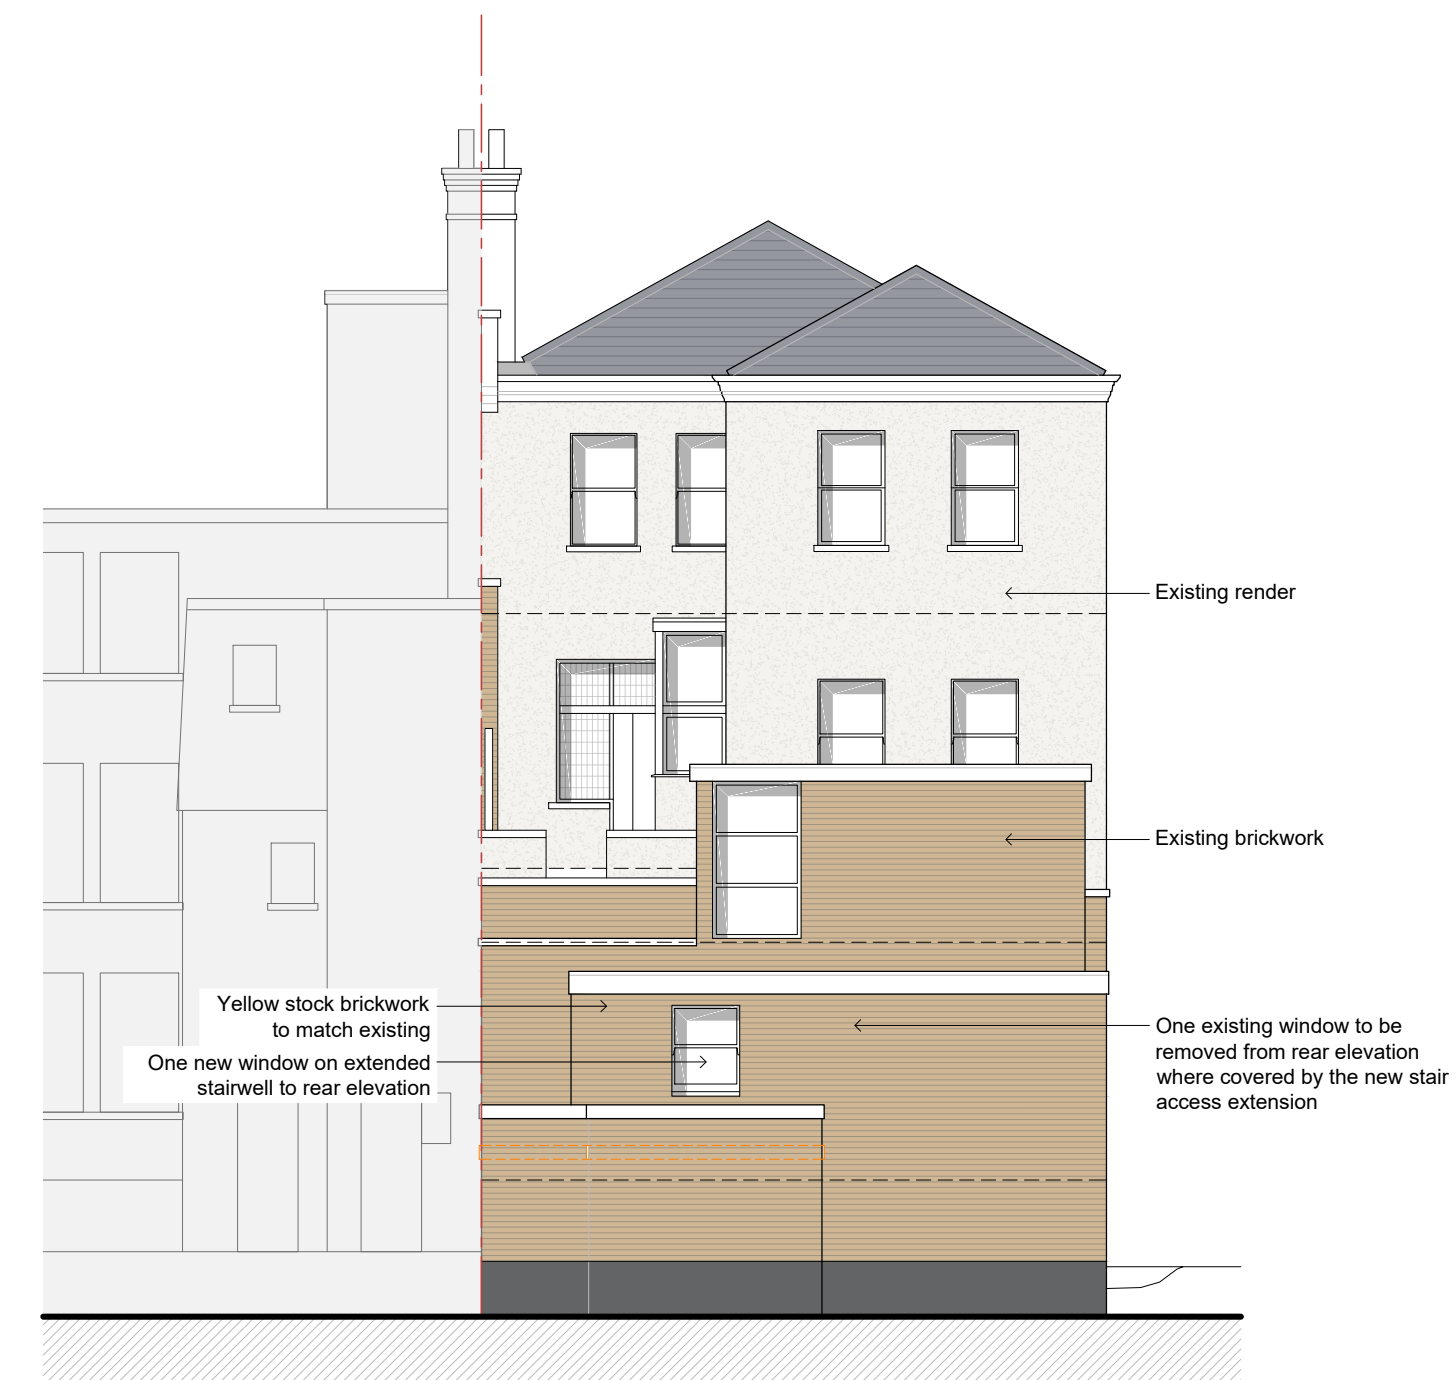 Existing render
Existing brickwork
Yellow stock brickwork
to match existing
One new window on extended
stairwell to rear elevation
One existing window to be
removed from rear elevation
where covered by the new stair
access extension